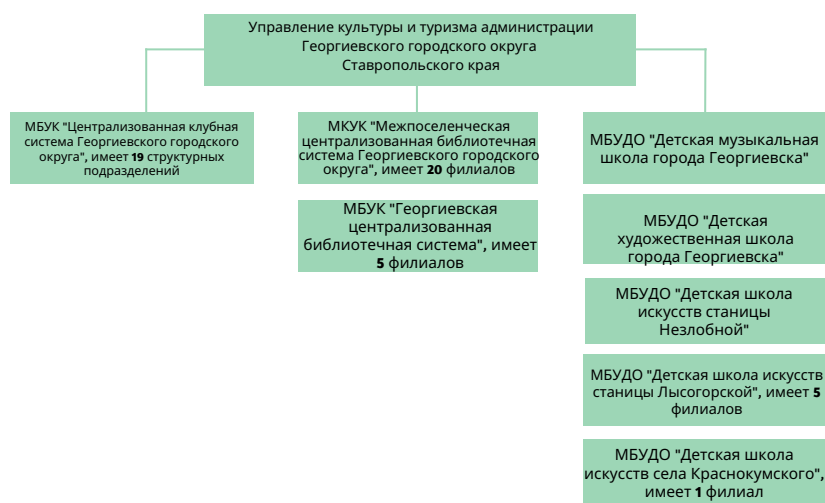 Управление культуры и туризма администрации
Георгиевского городского округа
Ставропольского края
МБУК "Централизованная клубная
система Георгиевского городского
округа", имеет 19 структурных
подразделений
МКУК "Межпоселенческая
централизованная библиотечная
система Георгиевского городского
округа", имеет 20 филиалов
МБУК "Георгиевская
централизованная
библиотечная система", имеет
5 филиалов
МБУДО "Детская музыкальная
школа города Георгиевска"
МБУДО "Детская
художественная школа
города Георгиевска"
МБУДО "Детская школа
искусств станицы
Незлобной"
МБУДО "Детская школа искусств
станицы Лысогорской", имеет 5
филиалов
МБУДО "Детская школа
искусств села Краснокумского",
имеет 1 филиал